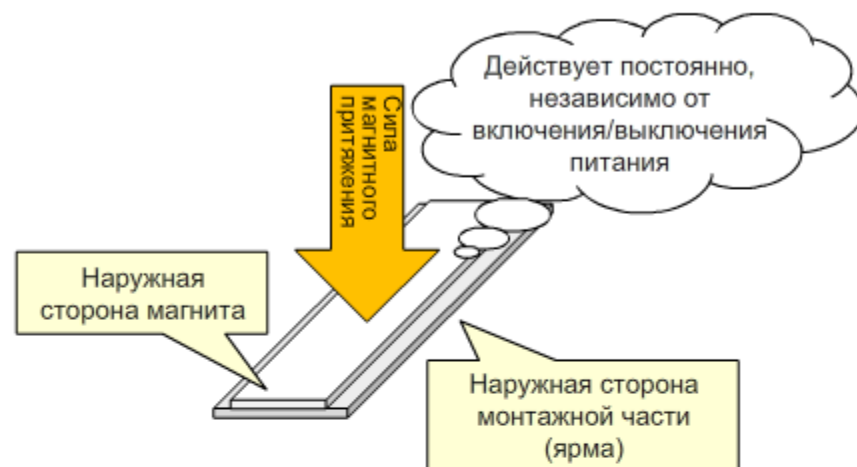 Действует постоянно,
независимо от
включения/выключения
питания
Сила
магнитного
притяжения
Наружная
сторона магнита
Наружная сторона
монтажной части
(ярма)